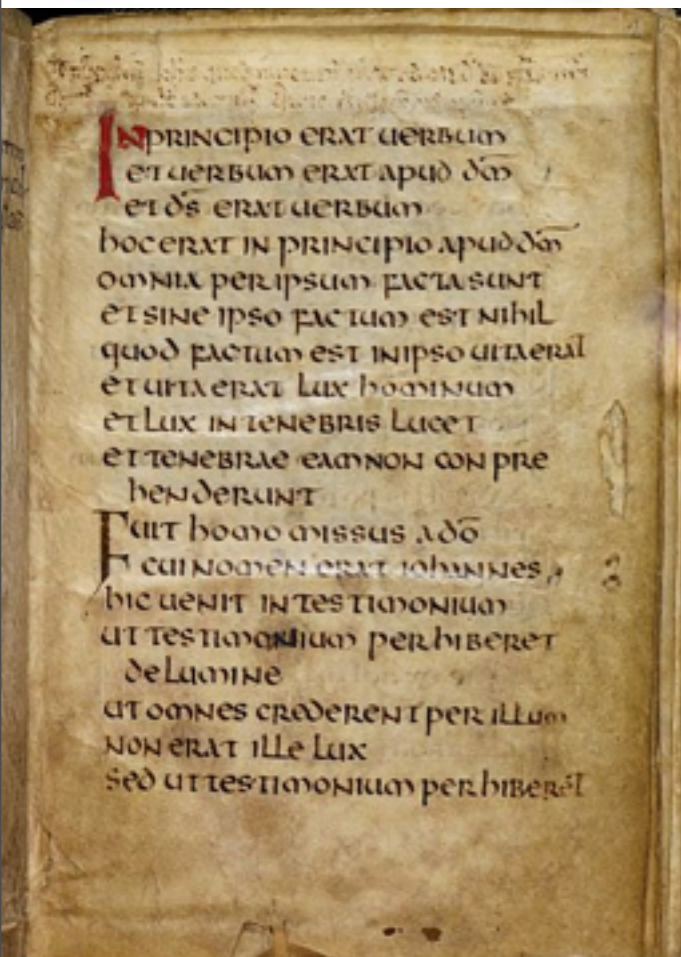 IN PRINCIPIO ERAT UERBUM
ET UERBUM ERAT APUD DM̄
ET DS̄ ERAT UERBUM
HOC ERAT IN PRINCIPIO APUD DM̄
OMNIA PER IPSUM FACTA SUNT
ET SINE IPSO FACTUM EST NIHIL
QUOD FACTUM EST IN IPSO UITA ERAT
ET UITA ERAT LUX HOMINUM
ET LUX IN TENEBRIS LUCET
ET TENEBRAE EAM NON CONPRE
HENDERUNT
FUIT HOMO MISSUS A DO̅
CUI NOMEN ERAT IOHANNES
HIC UENIT IN TESTIMONIUM
UT TESTIMONIUM PERHIBERET
DE LUMINE
UT OMNES CREDERENT PER ILLUM
NON ERAT ILLE LUX
SED UT TESTIMONIUM PERHIBERET